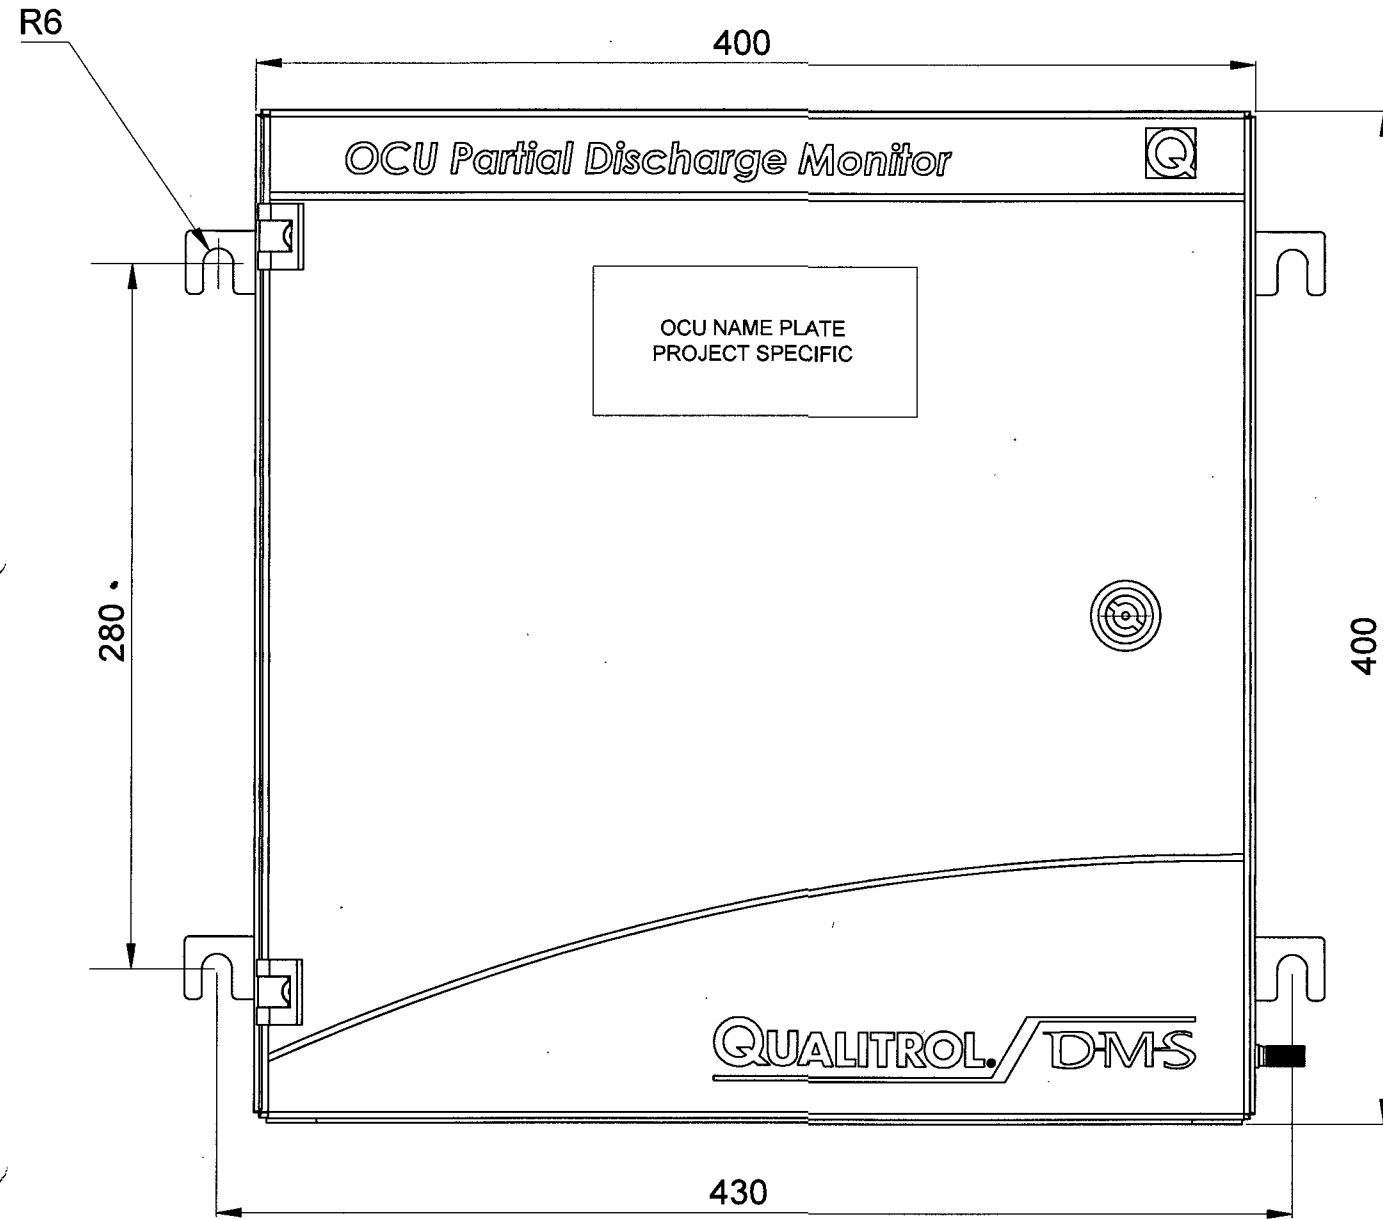 R6
400
OCU Partial Discharge Monitor
Q
OCU NAME PLATE
PROJECT SPECIFIC
280
400
QUALITROL. DMS
430